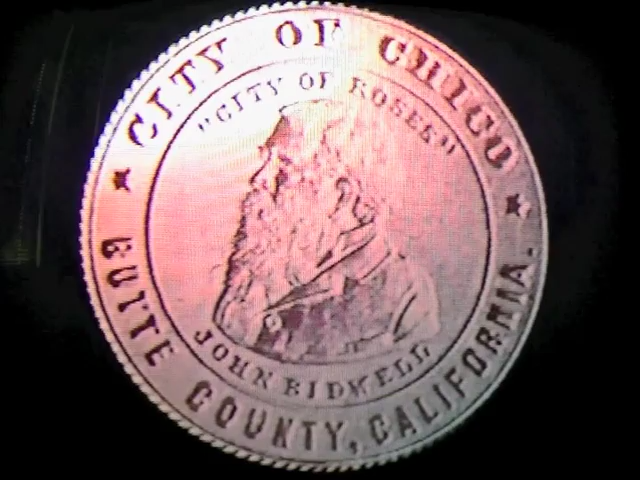 CITY OF CHICO
"CITY OF ROSES"
JOHN BIDWELL
BUTTE COUNTY, CALIFORNIA.